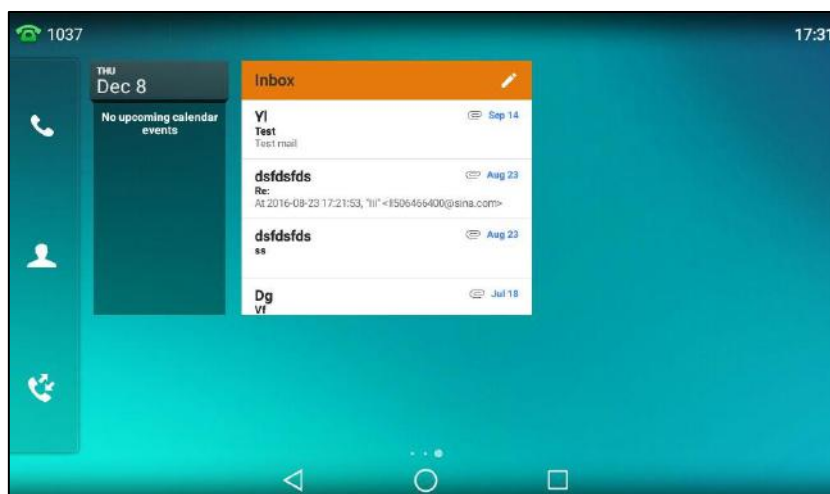 1037
17:31
THU
Dec 8
No upcoming calendar
events
Inbox
Yl
Test
Test mail
Sep 14
dsfdsfds
Re:
At 2016-08-23 17:21:53, "lll" <ll506466400@sina.com>
Aug 23
dsfdsfds
ss
Aug 23
Dg
Vf
Jul 18